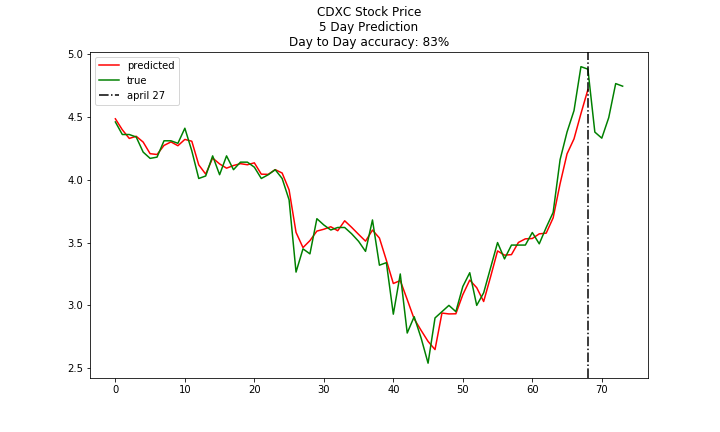 CDXC Stock Price
5 Day Prediction
Day to Day accuracy: 83%
predicted
true
april 27
5.0
4.5
4.0
3.5
3.0
2.5
0 10 20 30 40 50 60 70